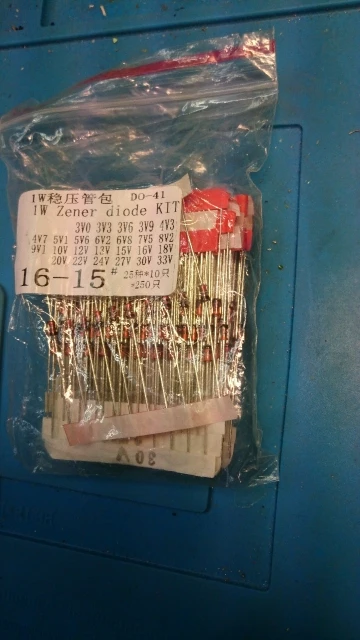 1W稳压管包 DO-41
1W Zener diode KIT
3V0 3V3 3V6 3V9 4V3
4V7 5V1 5V6 6V2 6V8 7V5 8V2
9V1 10V 12V 13V 15V 16V 18V
20V 22V 24V 27V 30V 33V
16-15# 25种*10只
=250只
30V